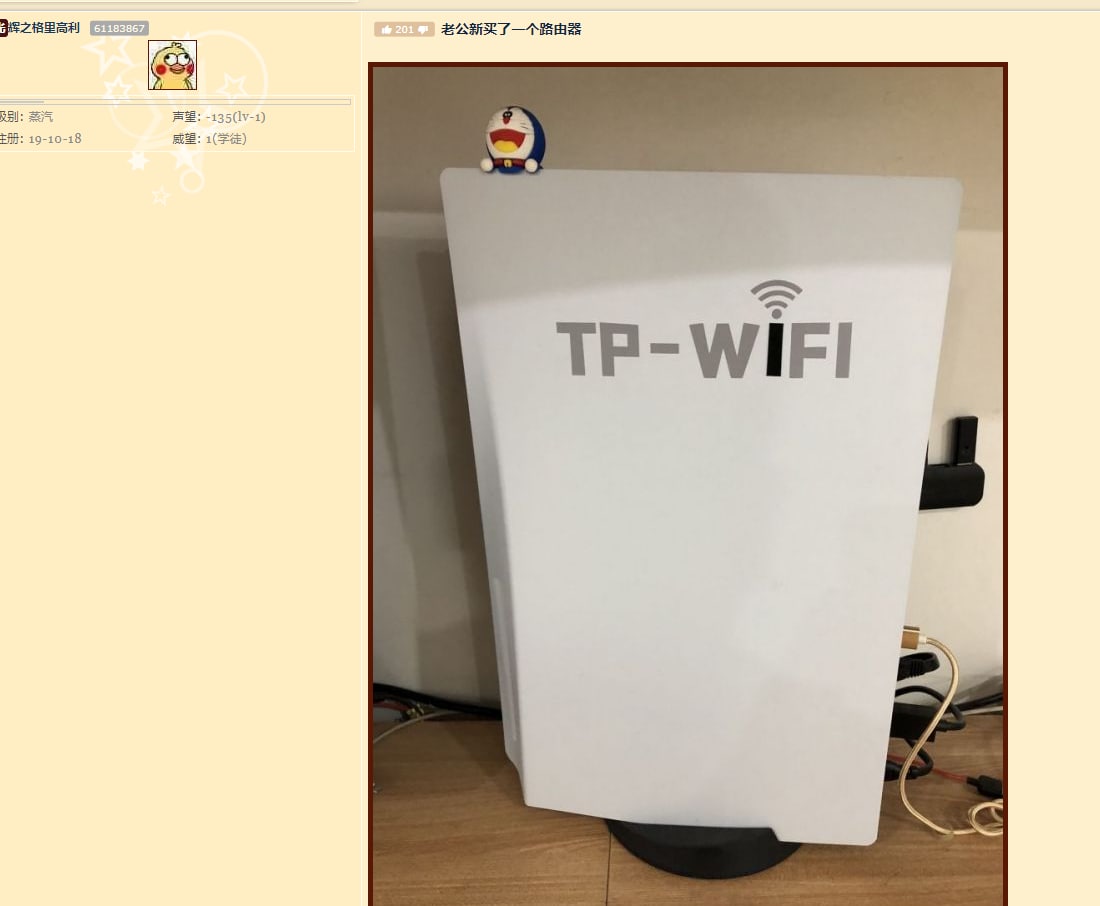 辉之格里高利 61183867
201 老公新买了一个路由器
级别: 蒸汽 声望: -135(lv-1)
注册: 19-10-18 威望: 1(学徒)
TP-WIFI